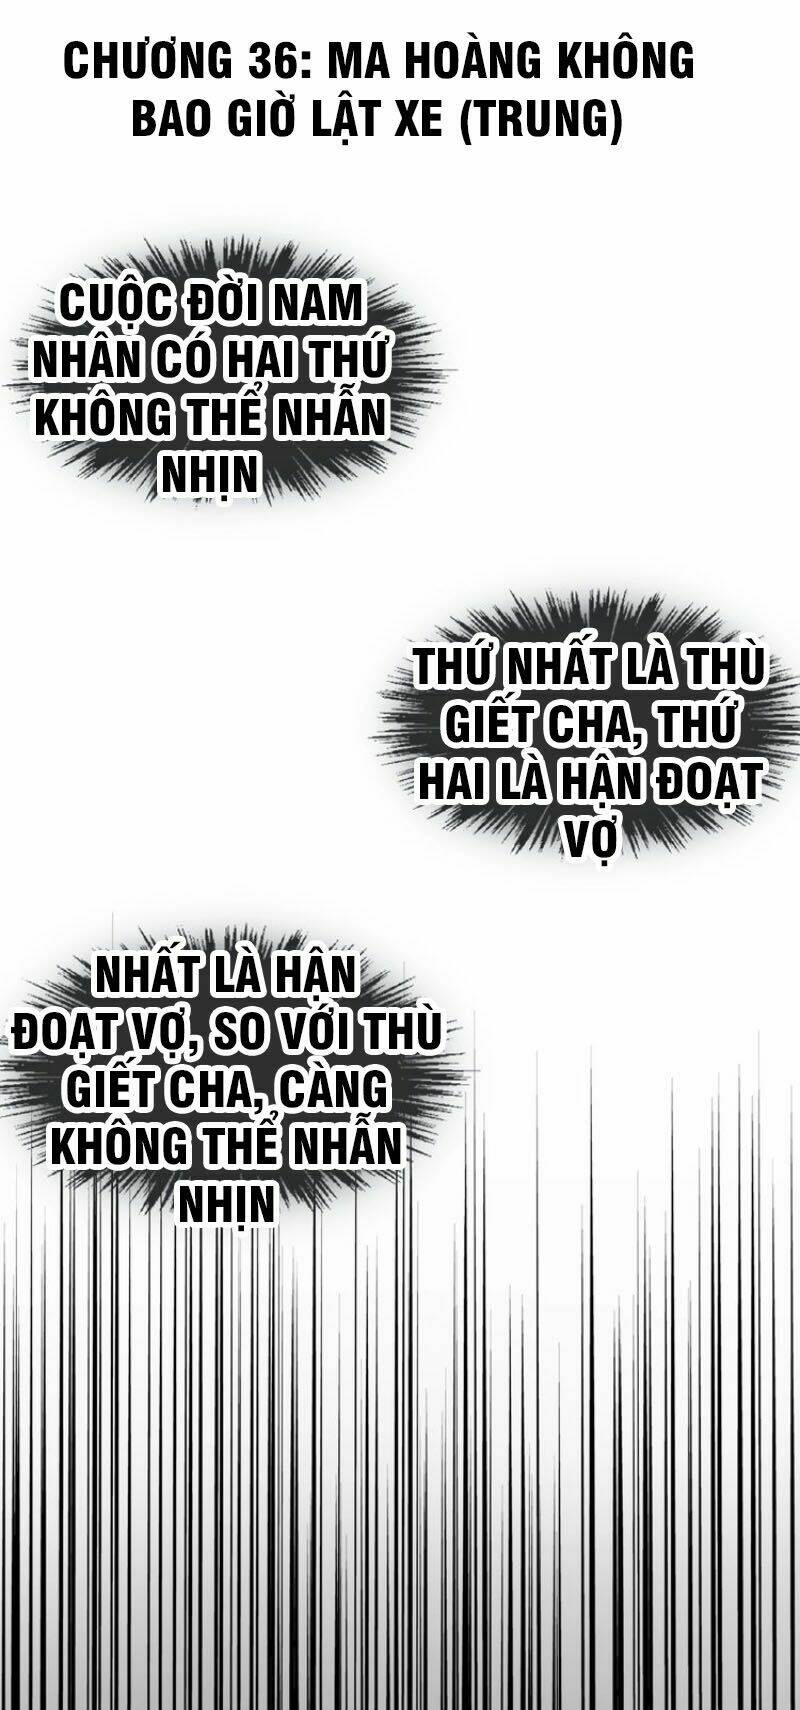 CHƯƠNG 36: MA HOÀNG KHÔNG
BAO GIỜ LẬT XE (TRUNG)
CUỘC ĐỜI NAM
NHÂN CÓ HAI THỨ
KHÔNG THỂ NHẪN
NHỊN
THỨ NHẤT LÀ THÙ
GIẾT CHA, THỨ
HAI LÀ HẬN ĐOẠT
VỢ
NHẤT LÀ HẬN
ĐOẠT VỢ, SO VỚI THÙ
GIẾT CHA, CÀNG
KHÔNG THỂ NHẪN
NHỊN